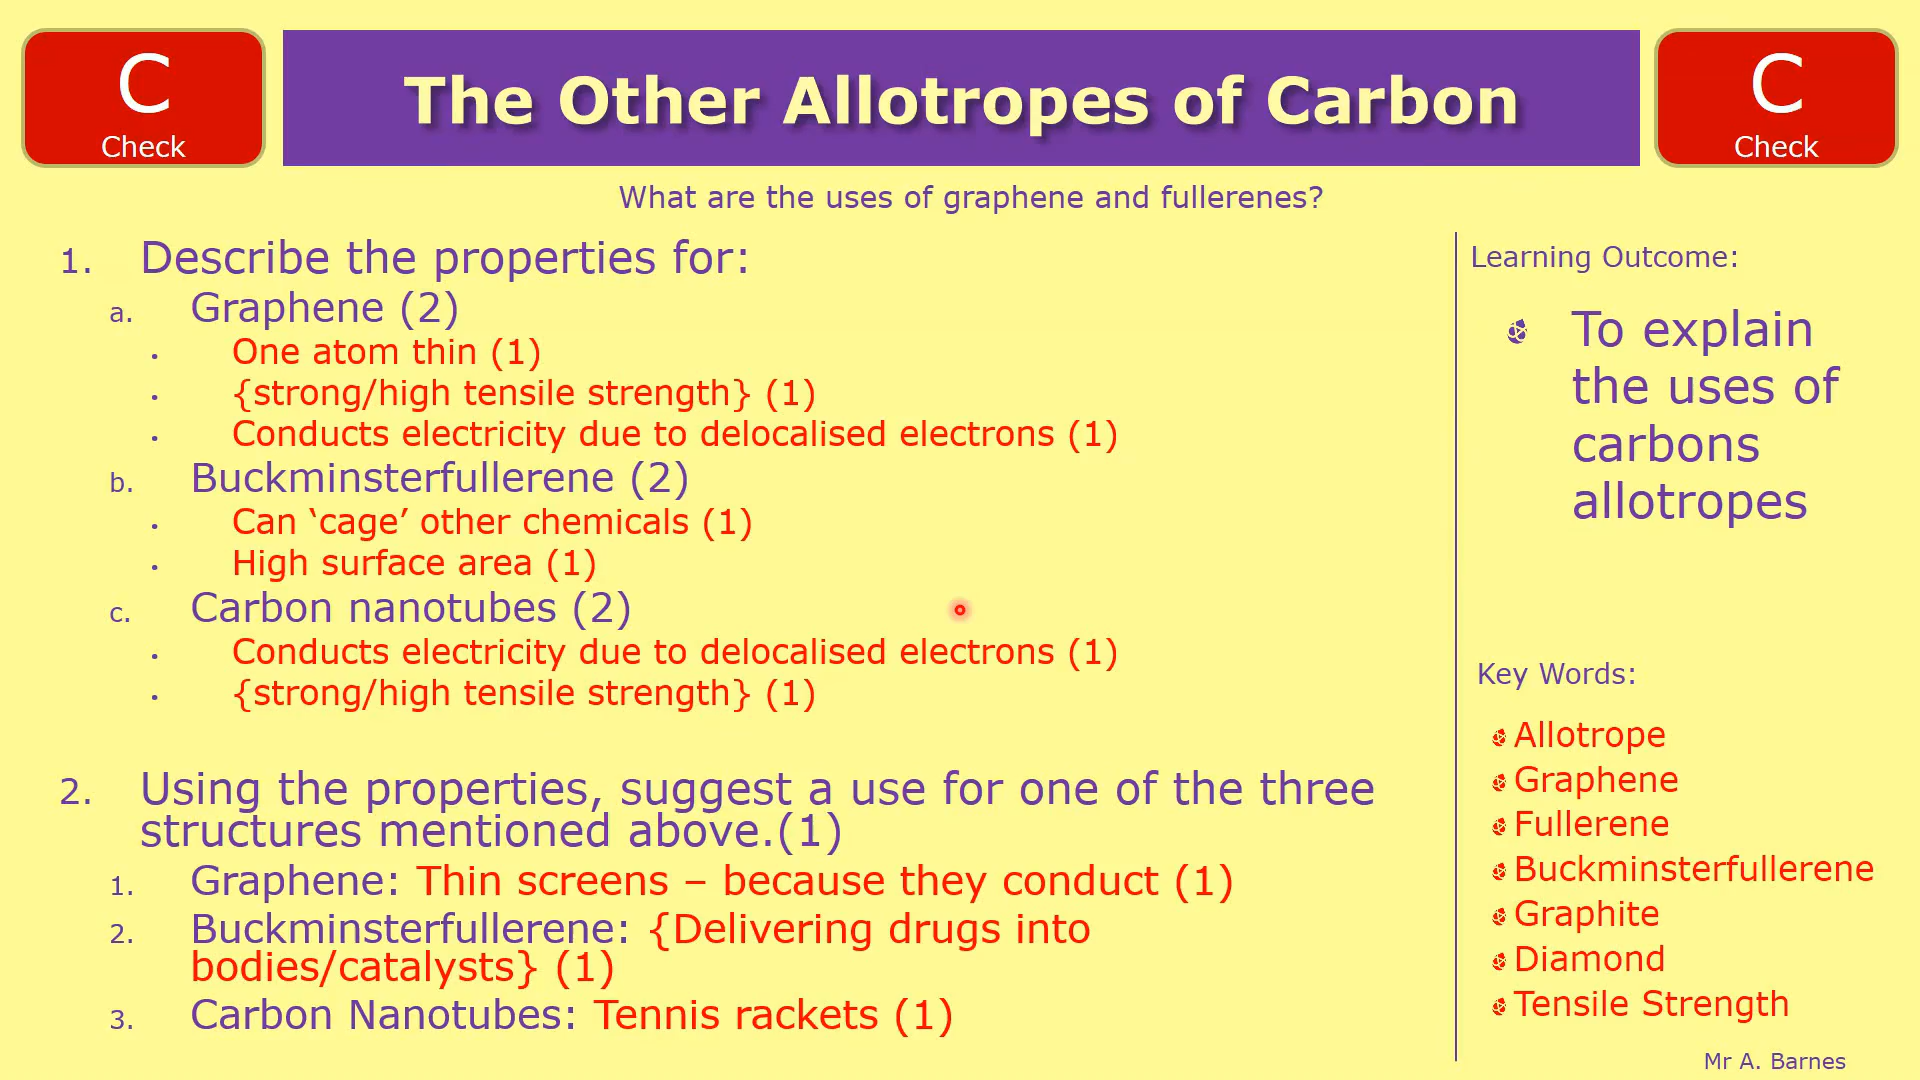 C
Check
The Other Allotropes of Carbon
C
Check
What are the uses of graphene and fullerenes?
1. Describe the properties for:
a. Graphene (2)
• One atom thin (1)
• {strong/high tensile strength} (1)
• Conducts electricity due to delocalised electrons (1)
b. Buckminsterfullerene (2)
• Can ‘cage’ other chemicals (1)
• High surface area (1)
c. Carbon nanotubes (2)
• Conducts electricity due to delocalised electrons (1)
• {strong/high tensile strength} (1)
2. Using the properties, suggest a use for one of the three
structures mentioned above.(1)
1. Graphene: Thin screens – because they conduct (1)
2. Buckminsterfullerene: {Delivering drugs into
bodies/catalysts} (1)
3. Carbon Nanotubes: Tennis rackets (1)
Learning Outcome:
To explain
the uses of
carbons
allotropes
Key Words:
Allotrope
Graphene
Fullerene
Buckminsterfullerene
Graphite
Diamond
Tensile Strength
Mr A. Barnes